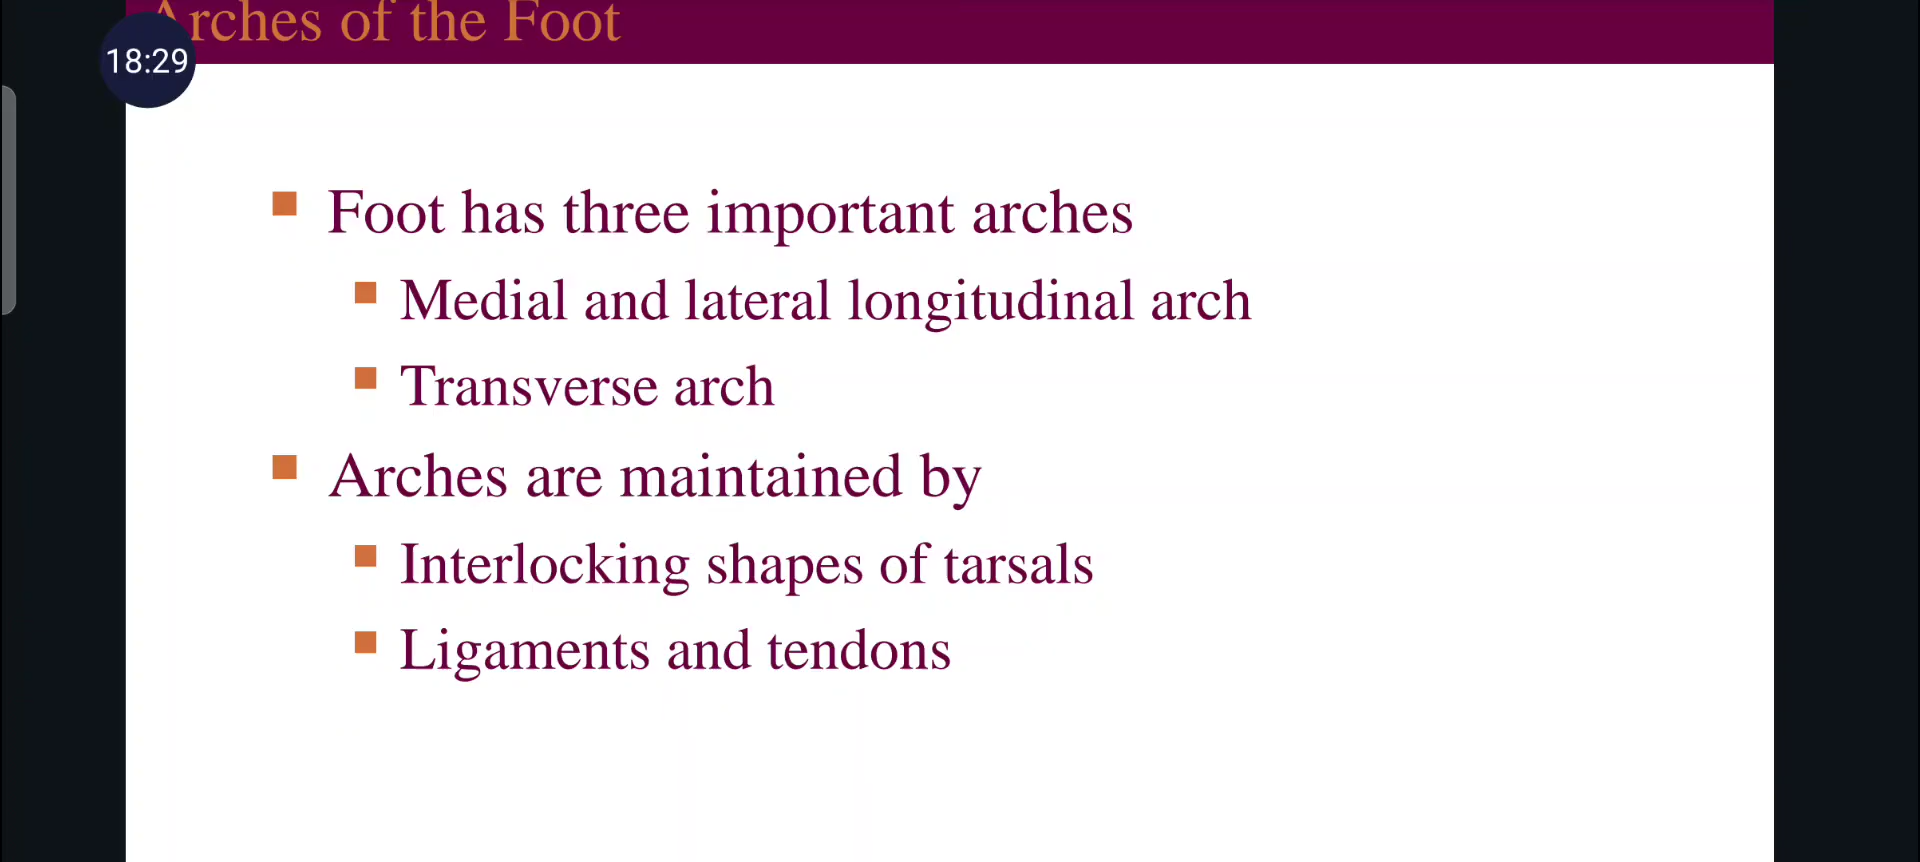 Arches of the Foot
18:29
Foot has three important arches
Medial and lateral longitudinal arch
Transverse arch
Arches are maintained by
Interlocking shapes of tarsals
Ligaments and tendons